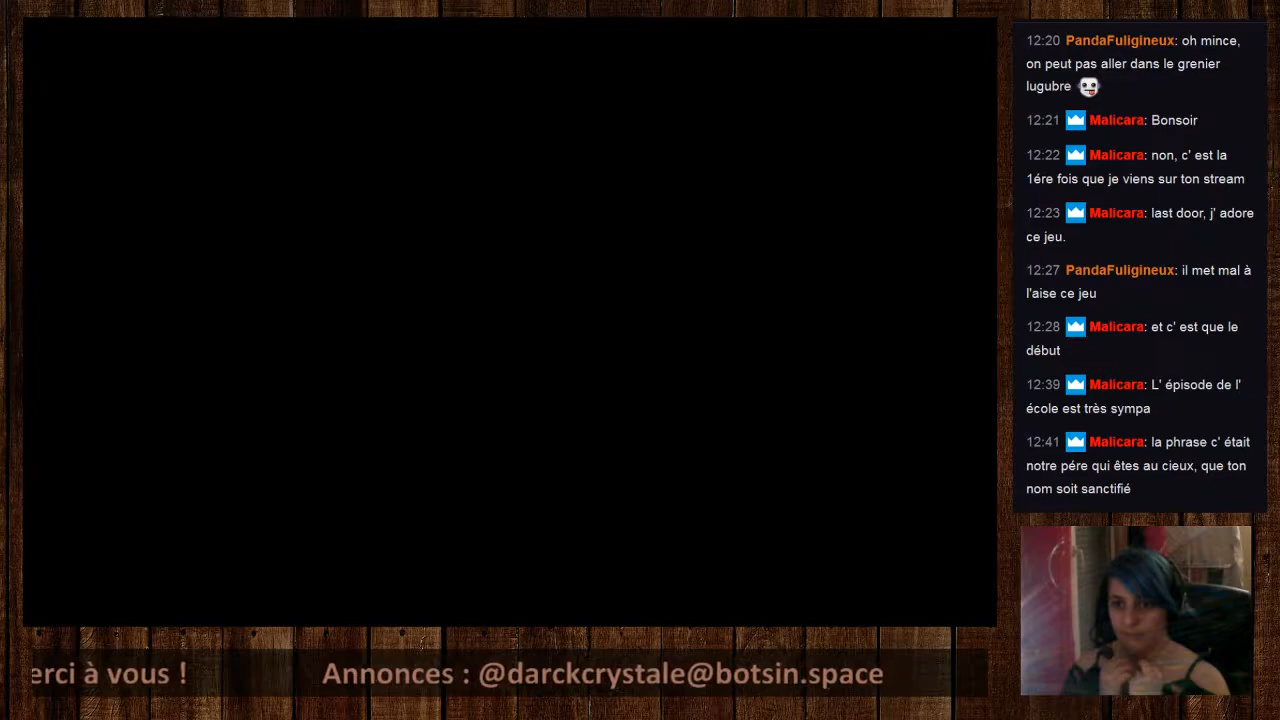 12:20 PandaFuligineux: oh mince,
on peut pas aller dans le grenier
lugubre
12:21 Malicara: Bonsoir
12:22 Malicara: non, c' est la
1ére fois que je viens sur ton stream
12:23 Malicara: last door, j' adore
ce jeu.
12:27 PandaFuligineux: il met mal à
l'aise ce jeu
12:28 Malicara: et c' est que le
début
12:39 Malicara: L' épisode de l'
école est très sympa
12:41 Malicara: la phrase c' était
notre pére qui êtes au cieux, que ton
nom soit sanctifié
erci à vous ! Annonces : @darckcrystale@botsin.space